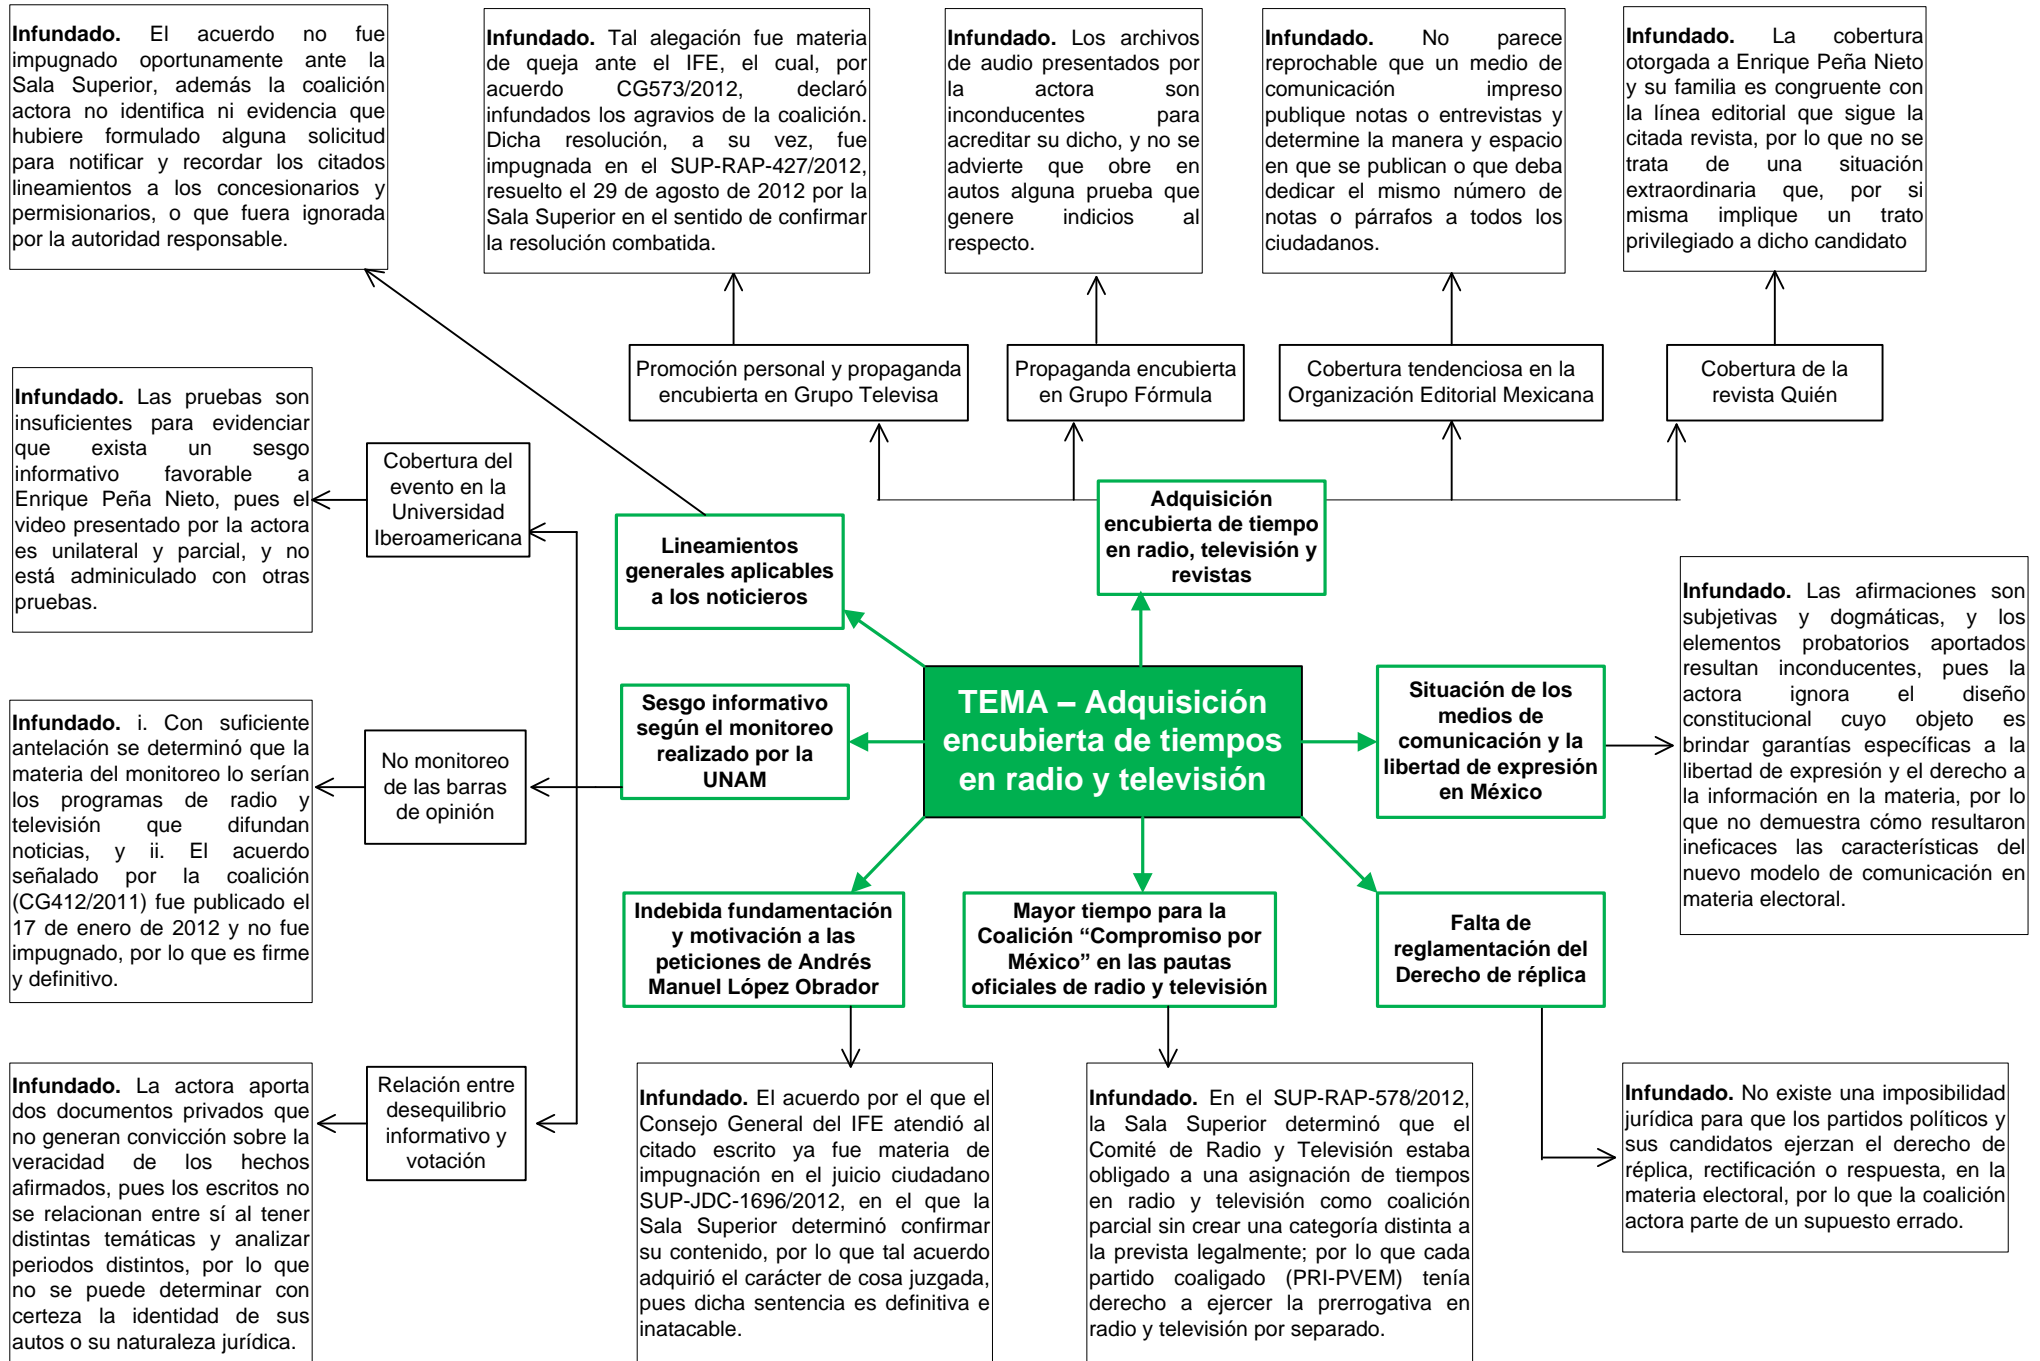 Infundado. El acuerdo no fue
impugnado oportunamente ante la
Sala Superior, además la coalición
actora no identifica ni evidencia que
hubiere formulado alguna solicitud
para notificar y recordar los citados
lineamientos a los concesionarios y
permisionarios, o que fuera ignorada
por la autoridad responsable.
Infundado. Tal alegación fue materia
de queja ante el IFE, el cual, por
acuerdo CG573/2012, declaró
infundados los agravios de la coalición.
Dicha resolución, a su vez, fue
impugnada en el SUP-RAP-427/2012,
resuelto el 29 de agosto de 2012 por la
Sala Superior en el sentido de confirmar
la resolución combatida.
Infundado. Los archivos
de audio presentados por
la actora son
inconducentes para
acreditar su dicho, y no se
advierte que obre en
autos alguna prueba que
genere indicios al
respecto.
Infundado. No parece
reprochable que un medio de
comunicación impreso
publique notas o entrevistas y
determine la manera y espacio
en que se publican o que deba
dedicar el mismo número de
notas o párrafos a todos los
ciudadanos.
Infundado. La cobertura
otorgada a Enrique Peña Nieto
y su familia es congruente con
la línea editorial que sigue la
citada revista, por lo que no se
trata de una situación
extraordinaria que, por si
misma implique un trato
privilegiado a dicho candidato
Promoción personal y propaganda
encubierta en Grupo Televisa
Propaganda encubierta
en Grupo Fórmula
Cobertura tendenciosa en la
Organización Editorial Mexicana
Cobertura de la
revista Quién
Infundado. Las pruebas son
insuficientes para evidenciar
que exista un sesgo
informativo favorable a
Enrique Peña Nieto, pues el
video presentado por la actora
es unilateral y parcial, y no
está adminiculado con otras
pruebas.
Cobertura del
evento en la
Universidad
Iberoamericana
Lineamientos
generales aplicables
a los noticieros
Adquisición
encubierta de tiempo
en radio, televisión y
revistas
Infundado. Las afirmaciones son
subjetivas y dogmáticas, y los
elementos probatorios aportados
resultan inconducentes, pues la
actora ignora el diseño
constitucional cuyo objeto es
brindar garantías específicas a la
libertad de expresión y el derecho a
la información en la materia, por lo
que no demuestra cómo resultaron
ineficaces las características del
nuevo modelo de comunicación en
materia electoral.
Infundado. i. Con suficiente
antelación se determinó que la
materia del monitoreo lo serían
los programas de radio y
televisión que difundan
noticias, y ii. El acuerdo
señalado por la coalición
(CG412/2011) fue publicado el
17 de enero de 2012 y no fue
impugnado, por lo que es firme
y definitivo.
No monitoreo
de las barras
de opinión
Sesgo informativo
según el monitoreo
realizado por la
UNAM
TEMA – Adquisición
encubierta de tiempos
en radio y televisión
Situación de los
medios de
comunicación y la
libertad de expresión
en México
Indebida fundamentación
y motivación a las
peticiones de Andrés
Manuel López Obrador
Mayor tiempo para la
Coalición “Compromiso por
México” en las pautas
oficiales de radio y televisión
Falta de
reglamentación del
Derecho de réplica
Infundado. La actora aporta
dos documentos privados que
no generan convicción sobre la
veracidad de los hechos
afirmados, pues los escritos no
se relacionan entre sí al tener
distintas temáticas y analizar
periodos distintos, por lo que
no se puede determinar con
certeza la identidad de sus
autos o su naturaleza jurídica.
Relación entre
desequilibrio
informativo y
votación
Infundado. El acuerdo por el que el
Consejo General del IFE atendió al
citado escrito ya fue materia de
impugnación en el juicio ciudadano
SUP-JDC-1696/2012, en el que la
Sala Superior determinó confirmar
su contenido, por lo que tal acuerdo
adquirió el carácter de cosa juzgada,
pues dicha sentencia es definitiva e
inatacable.
Infundado. En el SUP-RAP-578/2012,
la Sala Superior determinó que el
Comité de Radio y Televisión estaba
obligado a una asignación de tiempos
en radio y televisión como coalición
parcial sin crear una categoría distinta a
la prevista legalmente; por lo que cada
partido coaligado (PRI-PVEM) tenía
derecho a ejercer la prerrogativa en
radio y televisión por separado.
Infundado. No existe una imposibilidad
jurídica para que los partidos políticos y
sus candidatos ejerzan el derecho de
réplica, rectificación o respuesta, en la
materia electoral, por lo que la coalición
actora parte de un supuesto errado.